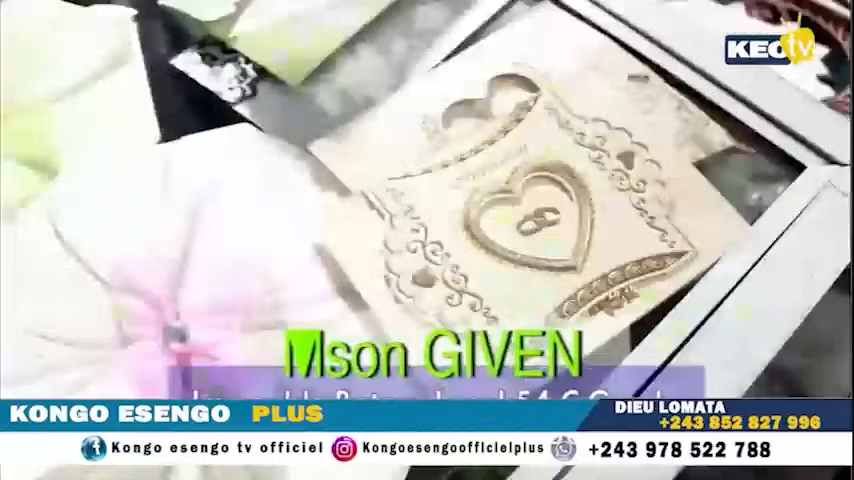 KEO tv
Mson GIVEN
KONGO ESENGO PLUS
DIEU LOMATA
+243 852 827 996
Kongo esengo tv officiel
Kongoesengoofficielplus
+243 978 522 788